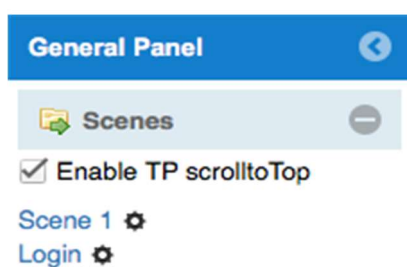 General Panel
Scenes
Enable TP scrolltoTop
Scene 1
Login